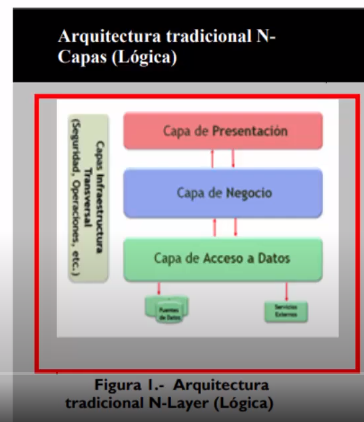 Arquitectura tradicional N-
Capas (Lógica)
Capas Infraestructura
Transversal
(Seguridad, Operaciones, etc.)
Capa de Presentación
Capa de Negocio
Capa de Acceso a Datos
Fuentes
de Datos
Servicios
Externos
Figura 1.- Arquitectura
tradicional N-Layer (Lógica)